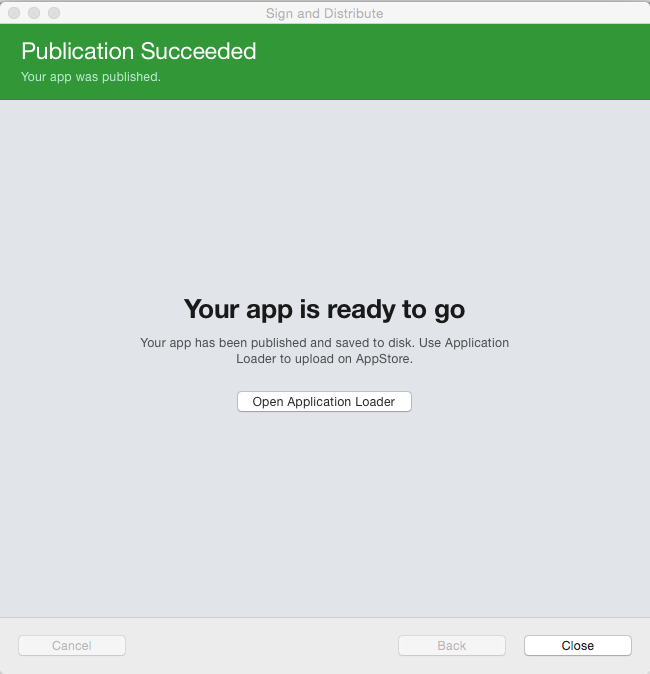 Sign and Distribute
Publication Succeeded
Your app was published.
Your app is ready to go
Your app has been published and saved to disk. Use Application
Loader to upload on AppStore.
Open Application Loader
Cancel
Back
Close